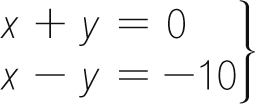 x + y = 0
x − y = −10